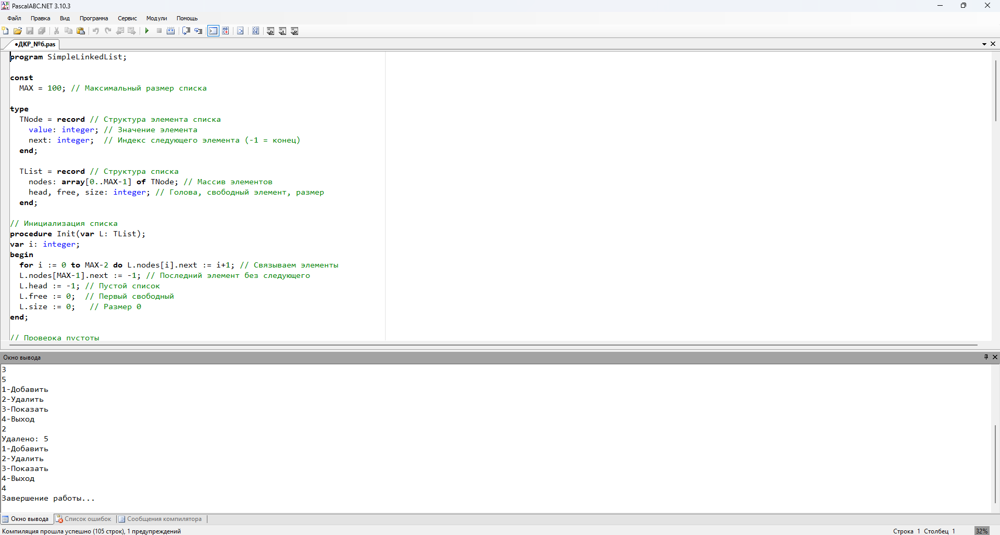 PascalABC.NET 3.10.3
Файл Правка Вид Программа Сервис Модули Помощь
•ДКР_№6.pas
program SimpleLinkedList;
const
MAX = 100; // Максимальный размер списка
type
TNode = record // Структура элемента списка
value: integer; // Значение элемента
next: integer; // Индекс следующего элемента (-1 = конец)
end;
TList = record // Структура списка
nodes: array[0..MAX-1] of TNode; // Массив элементов
head, free, size: integer; // Голова, свободный элемент, размер
end;
// Инициализация списка
procedure Init(var L: TList);
var i: integer;
begin
for i := 0 to MAX-2 do L.nodes[i].next := i+1; // Связываем элементы
L.nodes[MAX-1].next := -1; // Последний элемент без следующего
L.head := -1; // Пустой список
L.free := 0; // Первый свободный
L.size := 0; // Размер 0
end;
// Проверка пустоты
Окно вывода
3
5
1-Добавить
2-Удалить
3-Показать
4-Выход
2
Удалено: 5
1-Добавить
2-Удалить
3-Показать
4-Выход
4
Завершение работы...
Окно вывода Список ошибок Сообщения компилятора
Компиляция прошла успешно (105 строк), 1 предупреждений Строка 1 Столбец 1 32%